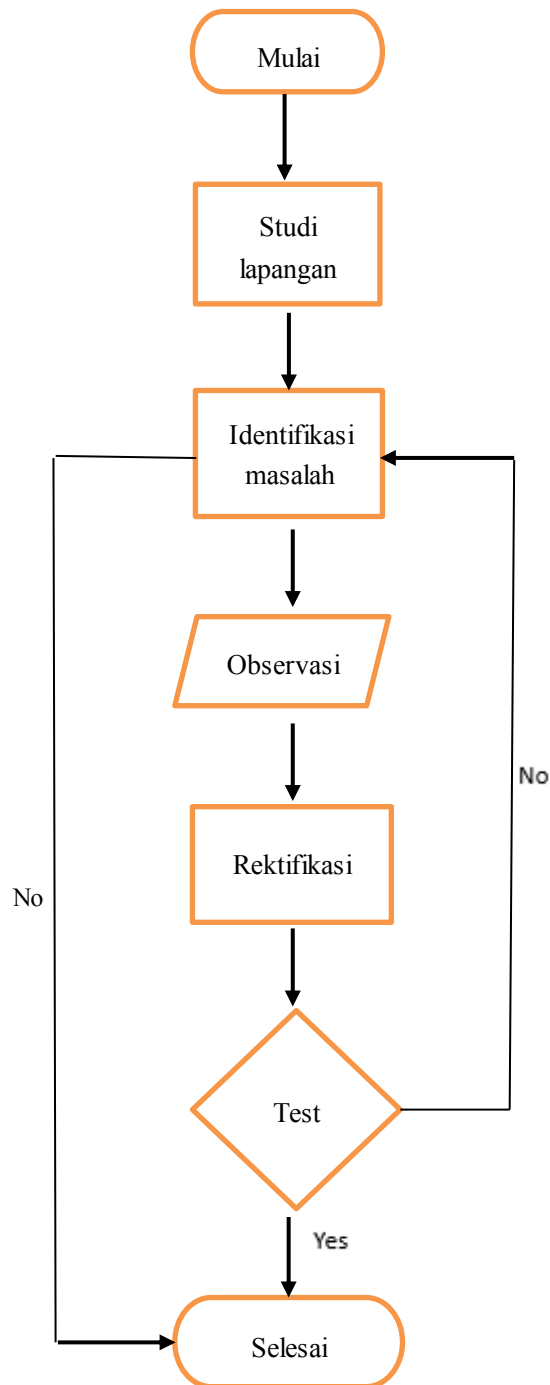 Mulai
Studi
lapangan
Identifikasi
masalah
Observasi
No
Rektifikasi
No
Test
Yes
Selesai